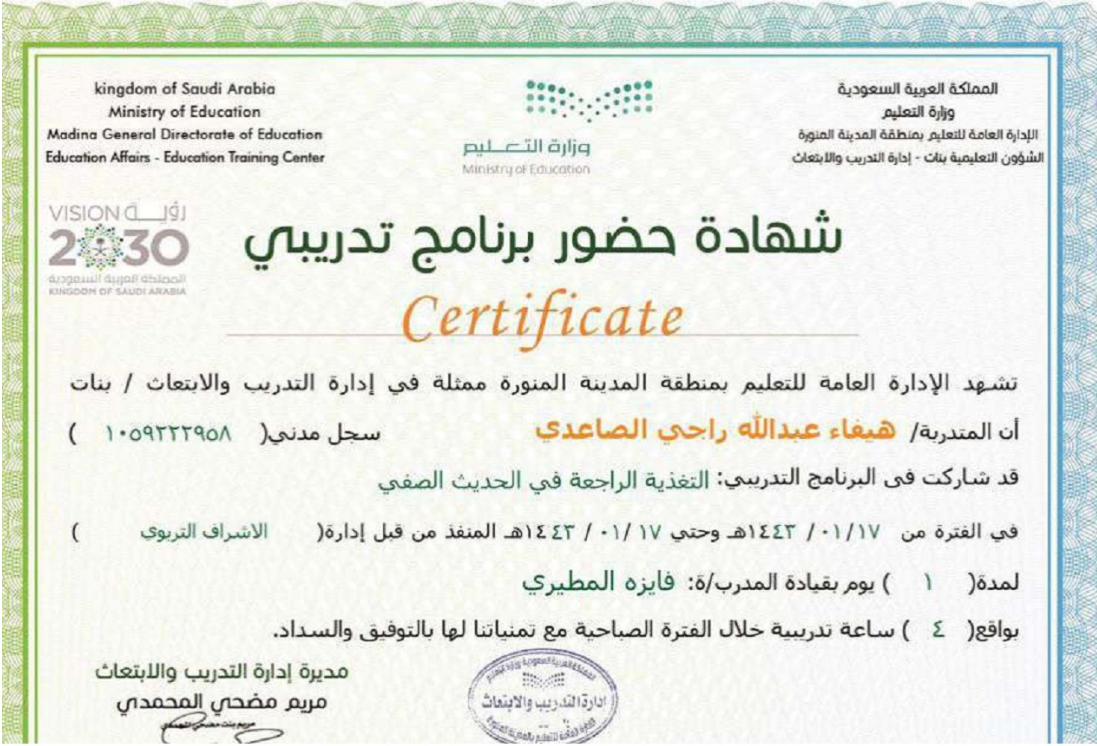 kingdom of Saudi Arabia
Ministry of Education
Madina General Directorate of Education
Education Affairs - Education Training Center
وزارة التعـــليم
Ministry of Education
المملكة العربية السعودية
وزارة التعليم
الإدارة العامة للتعليم بمنطقة المدينة المنورة
الشؤون التعليمية بنات - إدارة التدريب والابتعاث
VISION رؤيـــة
2030
المملكة العربية السعودية
KINGDOM OF SAUDI ARABIA
شهادة حضور برنامج تدريبي
Certificate
تشهد الإدارة العامة للتعليم بمنطقة المدينة المنورة ممثلة في إدارة التدريب والابتعاث / بنات
أن المتدربة/ هيفاء عبدالله راجي الصاعدي سجل مدني( ١٠٥٩٢٢٢٩٥٨ )
قد شاركت فى البرنامج التدريبي: التغذية الراجعة في الحديث الصفي
في الفترة من ٠١/١٧ / ١٤٤٣هـ وحتي ١٧ /٠١ / ١٤٤٣هـ المنفذ من قبل إدارة( الاشراف التربوى )
لمدة( ١ ) يوم بقيادة المدرب/ة: فايزه المطيري
بواقع( ٤ ) ساعة تدريبية خلال الفترة الصباحية مع تمنياتنا لها بالتوفيق والسداد.
مديرة إدارة التدريب والابتعاث
مريم مضحي المحمدي
ادارة التدريب والابتعاث